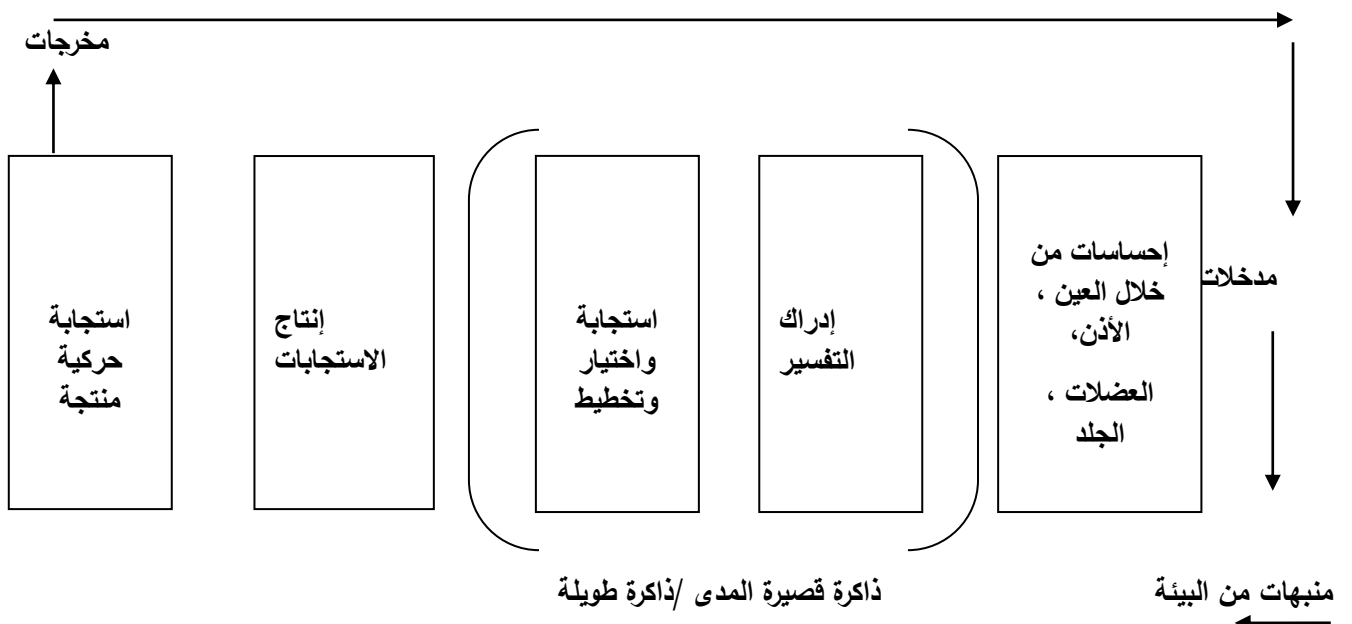 مخرجات
مدخلات
إحساسات من
خلال العين ،
الأذن،
العضلات ،
الجلد
إدراك
التفسير
استجابة
واختيار
وتخطيط
إنتاج
الاستجابات
استجابة
حركية
منتجة
منبهات من البيئة
ذاكرة قصيرة المدى /ذاكرة طويلة